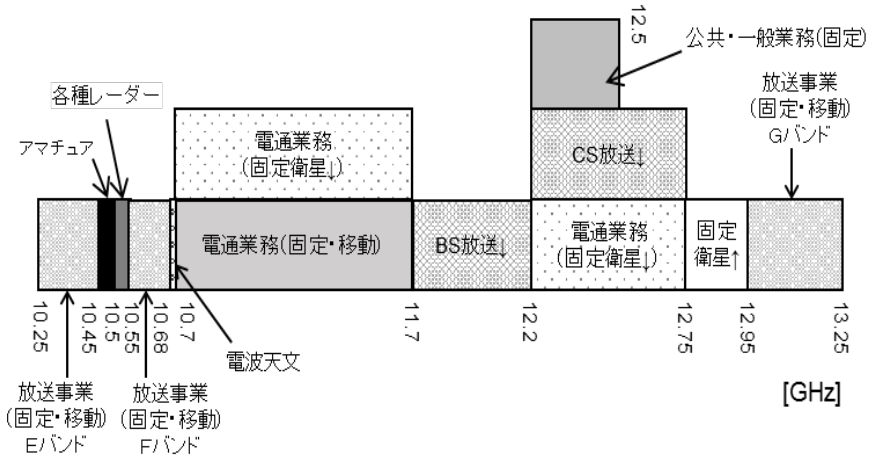 12.5
公共・一般業務(固定)
各種レーダー
アマチュア
電通業務
(固定衛星↓)
CS放送↓
放送事業
(固定・移動)
Gバンド
電通業務(固定・移動)
BS放送↓
電通業務
(固定衛星↓)
固定
衛星↑
10.25
10.45
10.5
10.55
10.68
10.7
11.7
12.2
12.75
12.95
13.25
電波天文
[GHz]
放送事業
(固定・移動)
Eバンド
放送事業
(固定・移動)
Fバンド